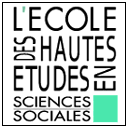 L'ECOLE
DES HAUTES
ETUDES EN
SCIENCES
SOCIALES